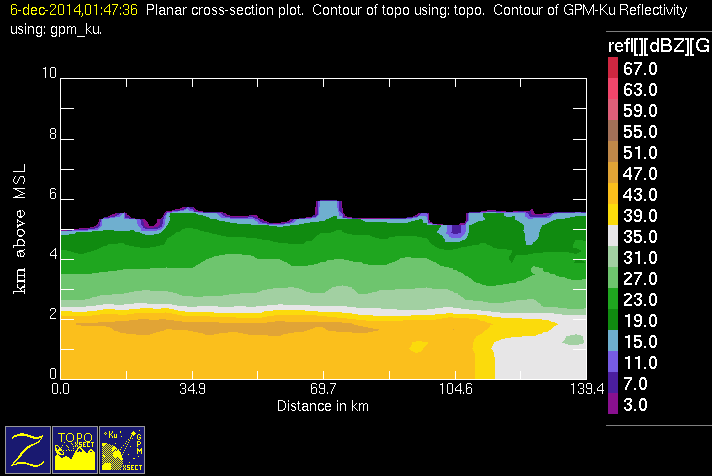 6-dec-2014,01:47:36 Planar cross-section plot. Contour of topo using: topo. Contour of GPM-Ku Reflectivity
using: gpm_ku.
refl[][dBZ][G
67.0
63.0
59.0
55.0
51.0
47.0
43.0
39.0
35.0
31.0
27.0
23.0
19.0
15.0
11.0
7.0
3.0
km above MSL
10
8
6
4
2
0
0.0 34.9 69.7 104.6 139.4
Distance in km
Z
TOPO
XSECT
"Ku"
GPM
XSECT